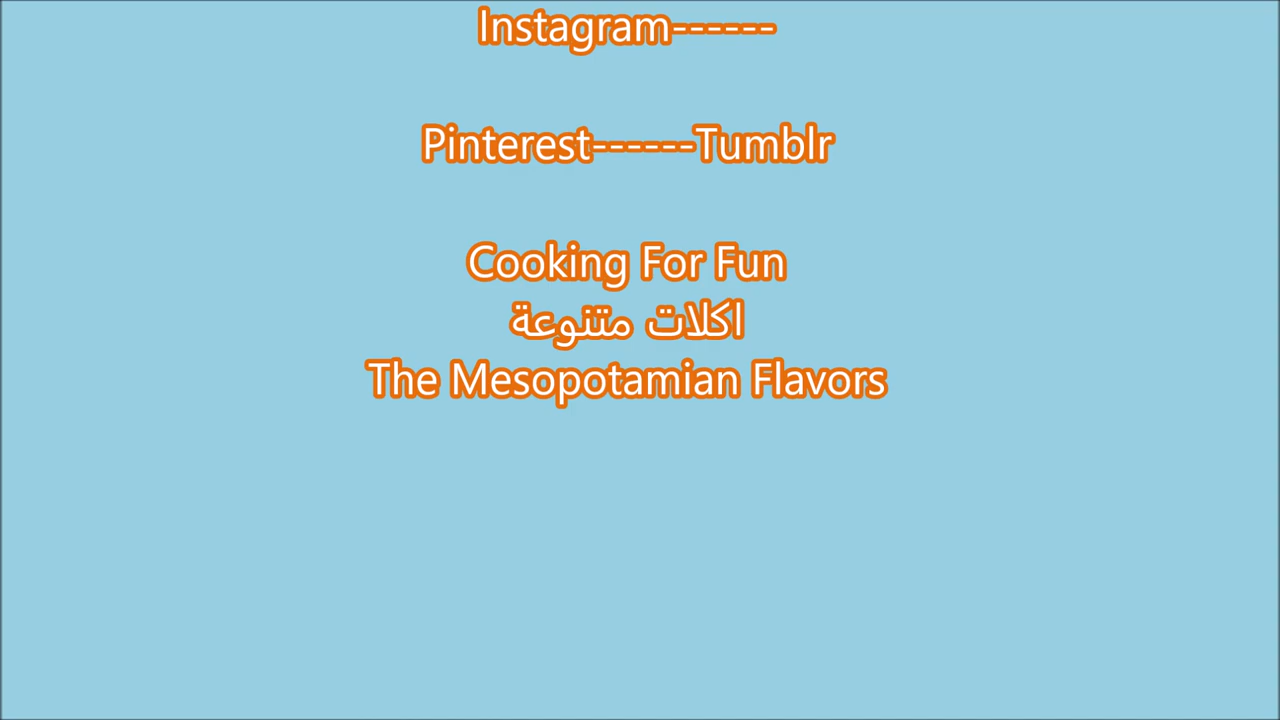 Instagram------
Pinterest------Tumblr
Cooking For Fun
اكلات متنوعة
The Mesopotamian Flavors